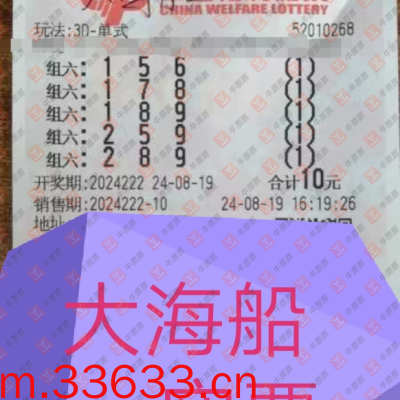 CHINA WELFARE LOTTERY
玩法:3D-单式 52010268
组六: 1 5 6 (1)
组六: 1 7 8 (1)
组六: 1 8 9 (1)
组六: 2 5 9 (1)
组六: 2 8 9 (1)
开奖期:2024222 24-08-19 合计10元
销售期:2024222-10 24-08-19 16:19:26
地址
大海船
m.33633.cn